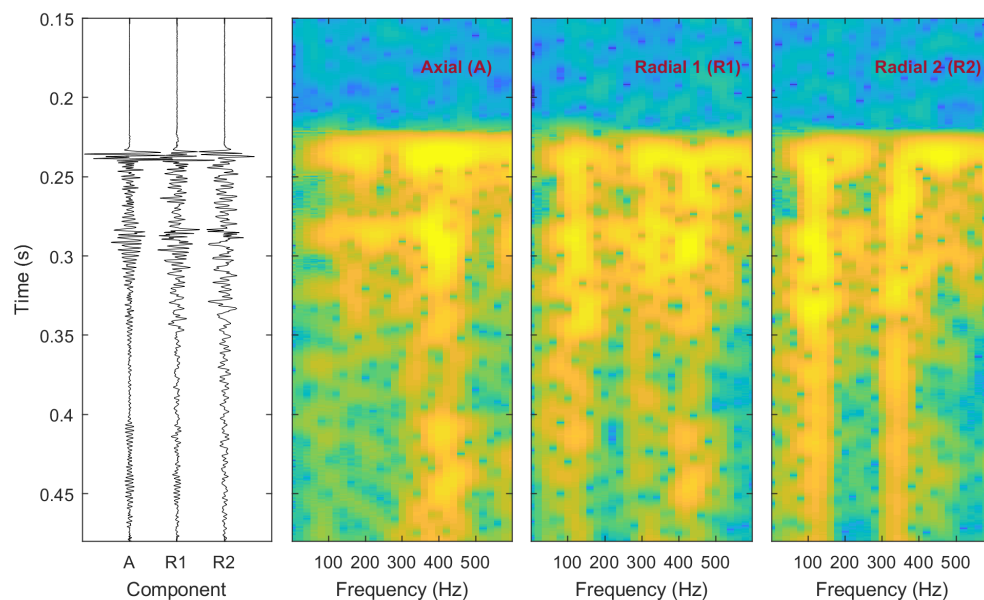 0.15
0.2
0.25
0.3
0.35
0.4
0.45
Time (s)
A R1 R2
Component
Axial (A)
100 200 300 400 500
Frequency (Hz)
Radial 1 (R1)
100 200 300 400 500
Frequency (Hz)
Radial 2 (R2)
100 200 300 400 500
Frequency (Hz)